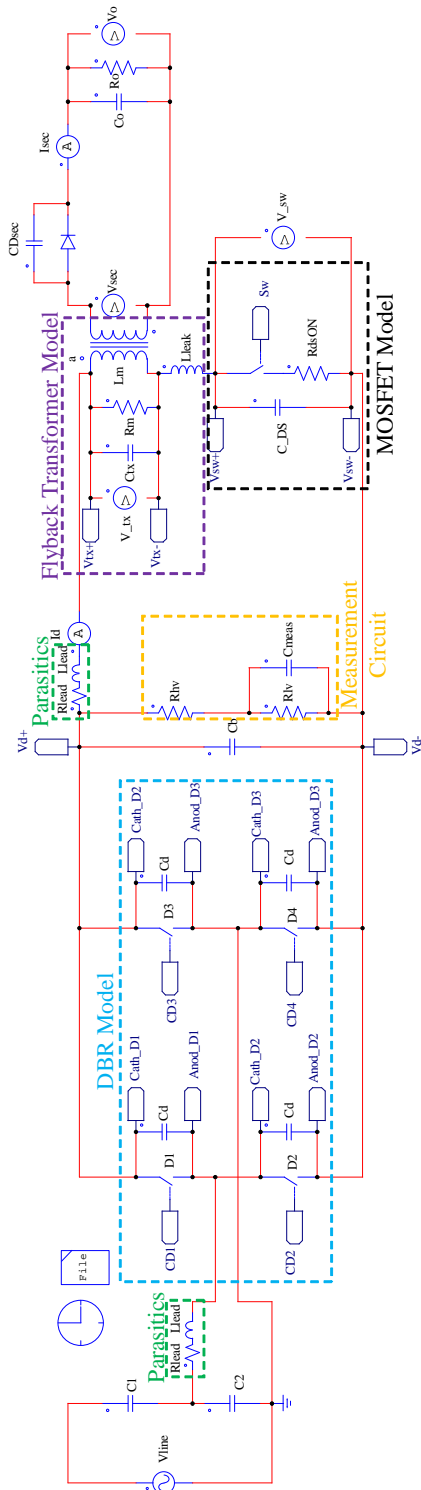 Vline
C1
C2
Parasitics
Rlead Llead
File
DBR Model
CD1
D1
Cd
Cath_D1
Anod_D1
CD2
D2
Cd
Cath_D2
Anod_D2
CD3
D3
Cd
Cath_D2
Anod_D3
CD4
D4
Cd
Cath_D3
Anod_D3
Vd+
Cb
Vd-
Parasitics
Rlead Llead
Id
A
Rhv
Rlv
Cmeas
Measurement
Circuit
Flyback Transformer Model
Vtx+
Vtx-
V_tx
V
Ctx
Rm
Lm
a
Vsec
V
Lleak
Vsw+
Vsw-
C_DS
Sw
RdsON
MOSFET Model
V_sw
V
CDsec
Isec
A
Co
Ro
Vo
V